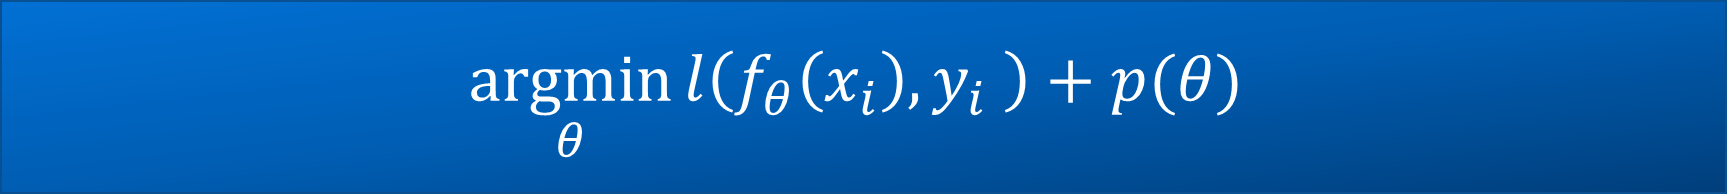 argmin l(f_θ(x_i), y_i ) + p(θ)
θ